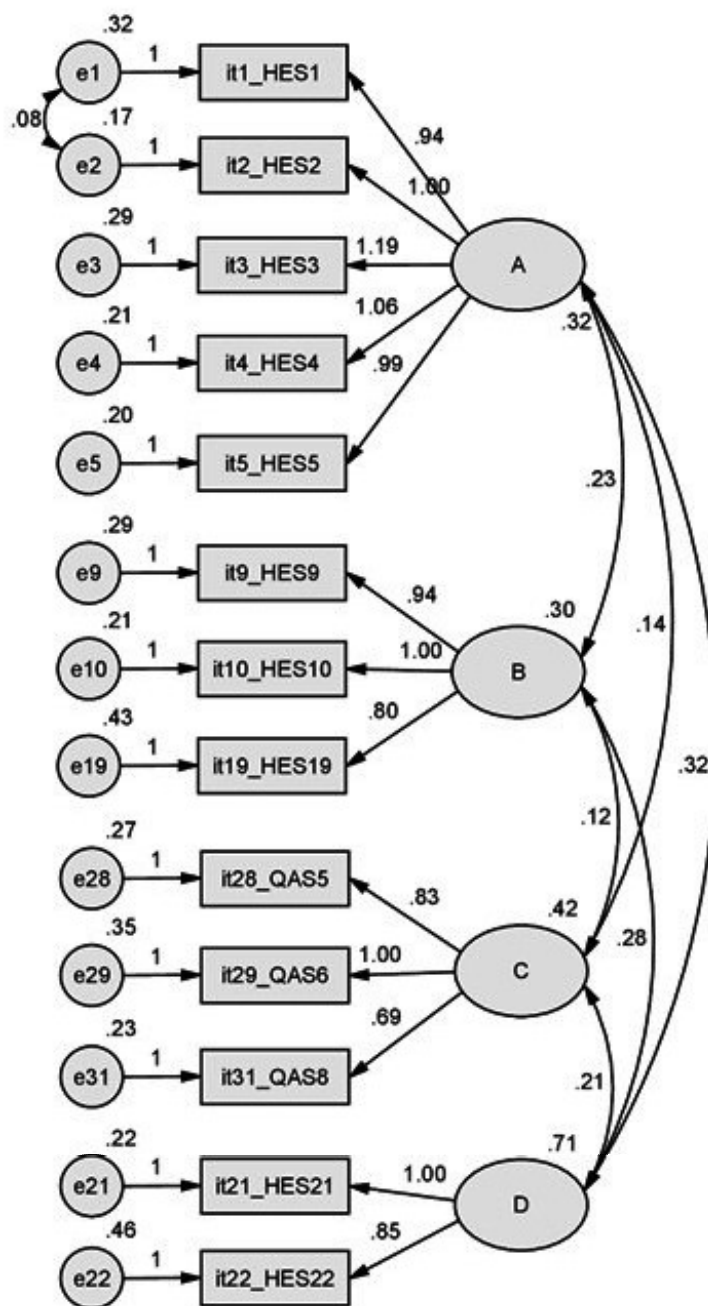 .32
e1 1 it1_HES1
.94
.08
.17
e2 1 it2_HES2
1.00
.29
e3 1 it3_HES3 1.19 A
.21
1.06
.32
e4 1 it4_HES4
.99
.20
e5 1 it5_HES5
.23
.29
e9 1 it9_HES9
.94
.30
.14
.21
e10 1 it10_HES10 1.00 B
.80
.43
e19 1 it19_HES19
.32
.12
.27
e28 1 it28_QAS5
.83
.42
.28
.35
e29 1 it29_QAS6 1.00 C
.69
.23
e31 1 it31_QAS8
.21
.22
.71
e21 1 it21_HES21 1.00 D
.85
.46
e22 1 it22_HES22